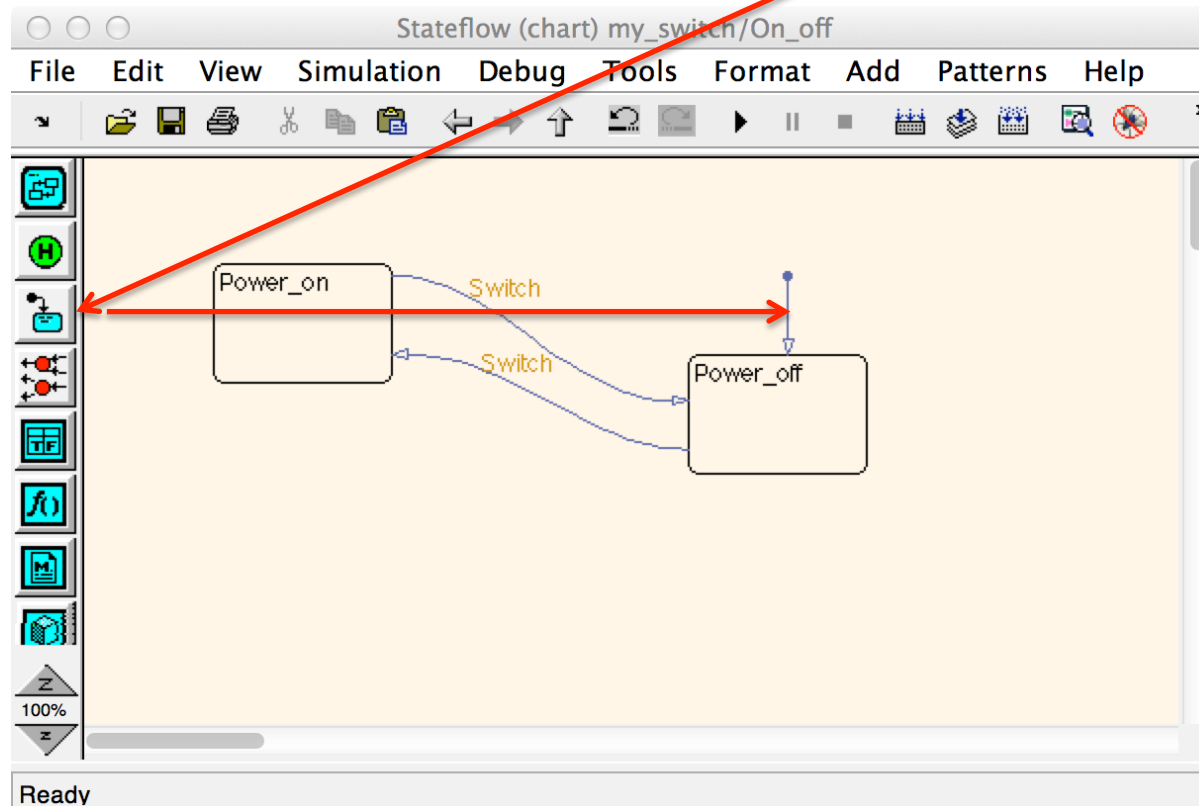 Stateflow (chart) my_switch/On_off
File Edit View Simulation Debug Tools Format Add Patterns Help
H
Power_on
Switch
Switch
Power_off
TF
f()
M
Z
100%
Z
Ready